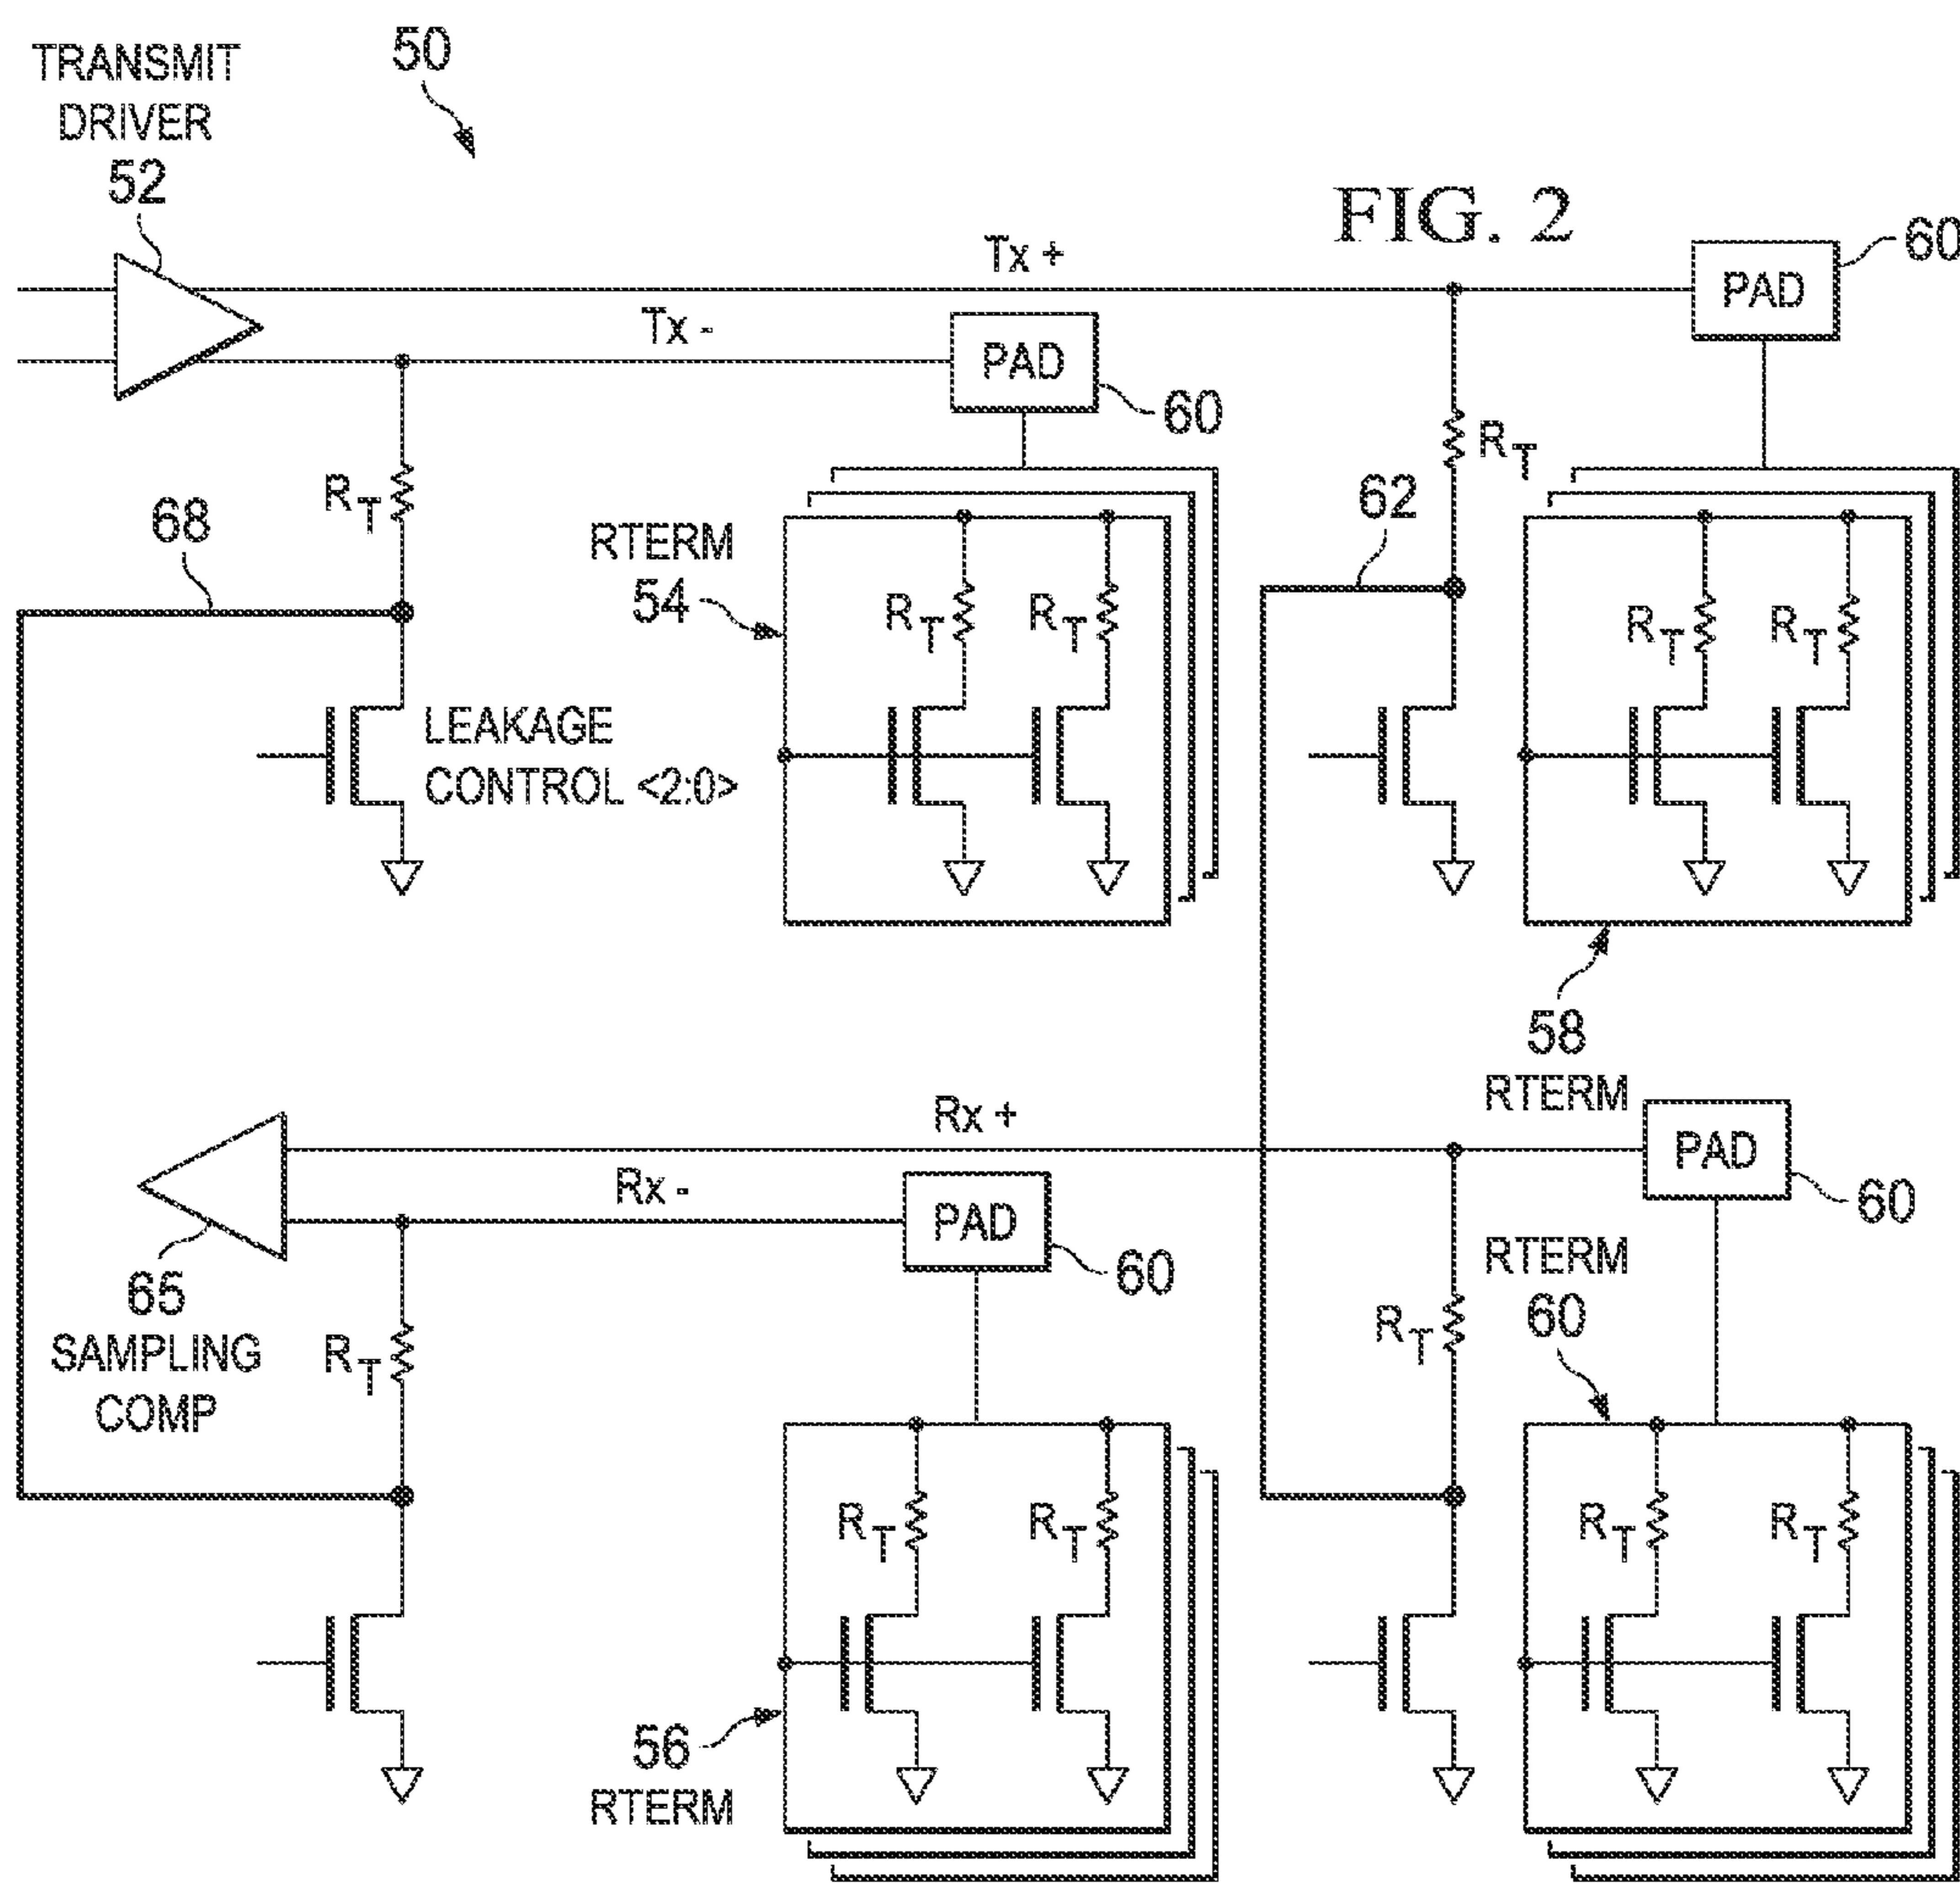 TRANSMIT
DRIVER
52
50
FIG. 2
Tx +
PAD
60
Tx -
PAD
60
RT
68
RTERM
54
RT
RT
LEAKAGE
CONTROL <2:0>
RT
62
RT
RT
58
RTERM
Rx +
PAD
60
Rx -
PAD
60
65
SAMPLING
COMP
RT
RTERM
60
RT
RT
RT
56
RTERM
RT
RT